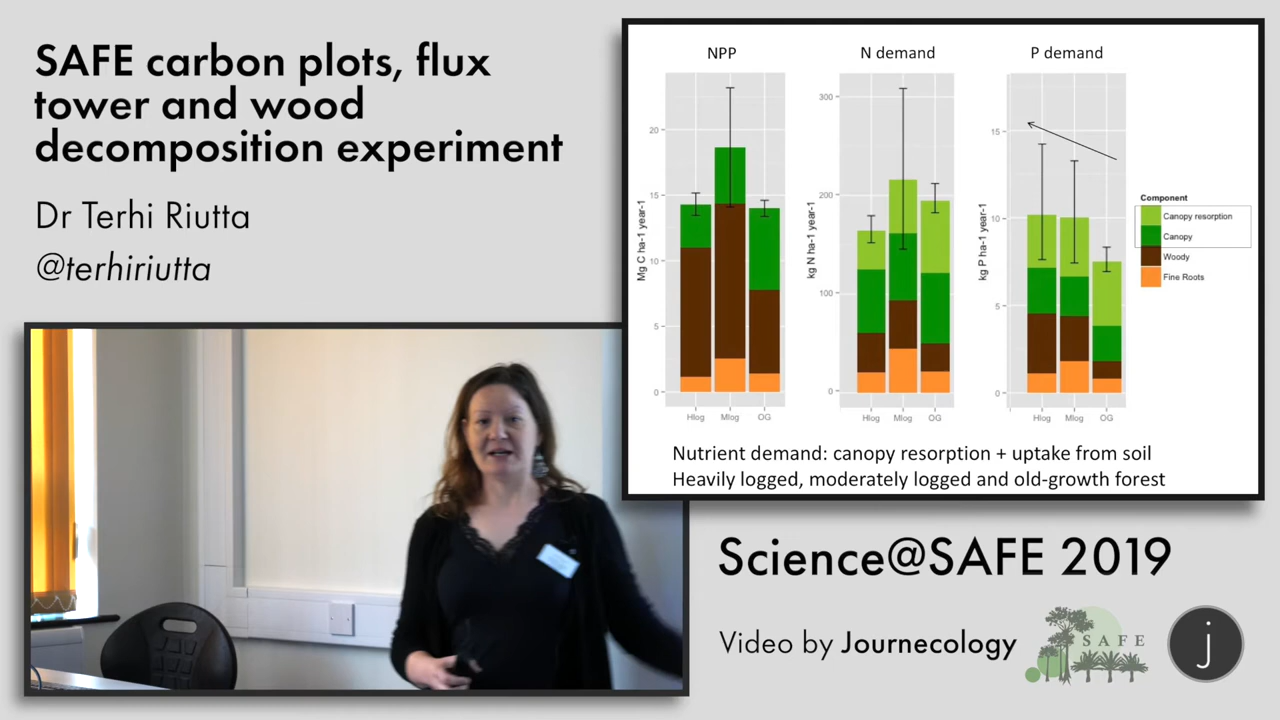 SAFE carbon plots, flux
tower and wood
decomposition experiment
Dr Terhi Riutta
@terhiriutta
NPP
N demand
P demand
Mg C ha-1 year-1
20
15
10
5
0
Hlog Mlog OG
kg N ha-1 year-1
300
200
100
0
Hlog Mlog OG
kg P ha-1 year-1
15
10
5
0
Hlog Mlog OG
Component
Canopy resorption
Canopy
Woody
Fine Roots
Nutrient demand: canopy resorption + uptake from soil
Heavily logged, moderately logged and old-growth forest
Science@SAFE 2019
Video by Journecology
SAFE
j